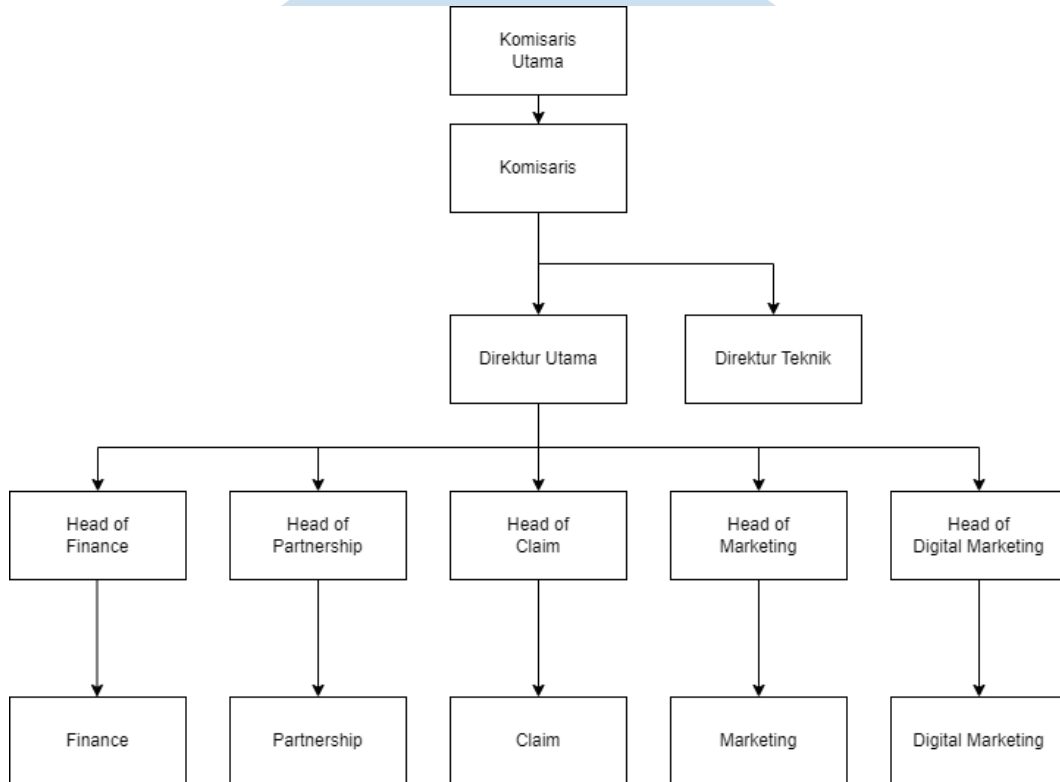 Komisaris
Utama
Komisaris
Direktur Utama
Direktur Teknik
Head of
Finance
Head of
Partnership
Head of
Claim
Head of
Marketing
Head of
Digital Marketing
Finance
Partnership
Claim
Marketing
Digital Marketing